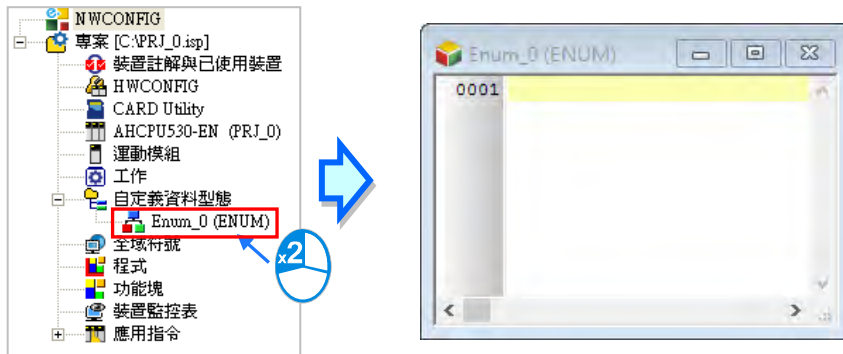 NWCONFIG
專案 [C:\PRJ_0.isp]
裝置註解與已使用裝置
HWCONFIG
CARD Utility
AHCPU530-EN (PRJ_0)
運動模組
工作
自定義資料型態
Enum_0 (ENUM)
全域符號
程式
功能塊
裝置監控表
應用指令
x2
Enum_0 (ENUM)
0001